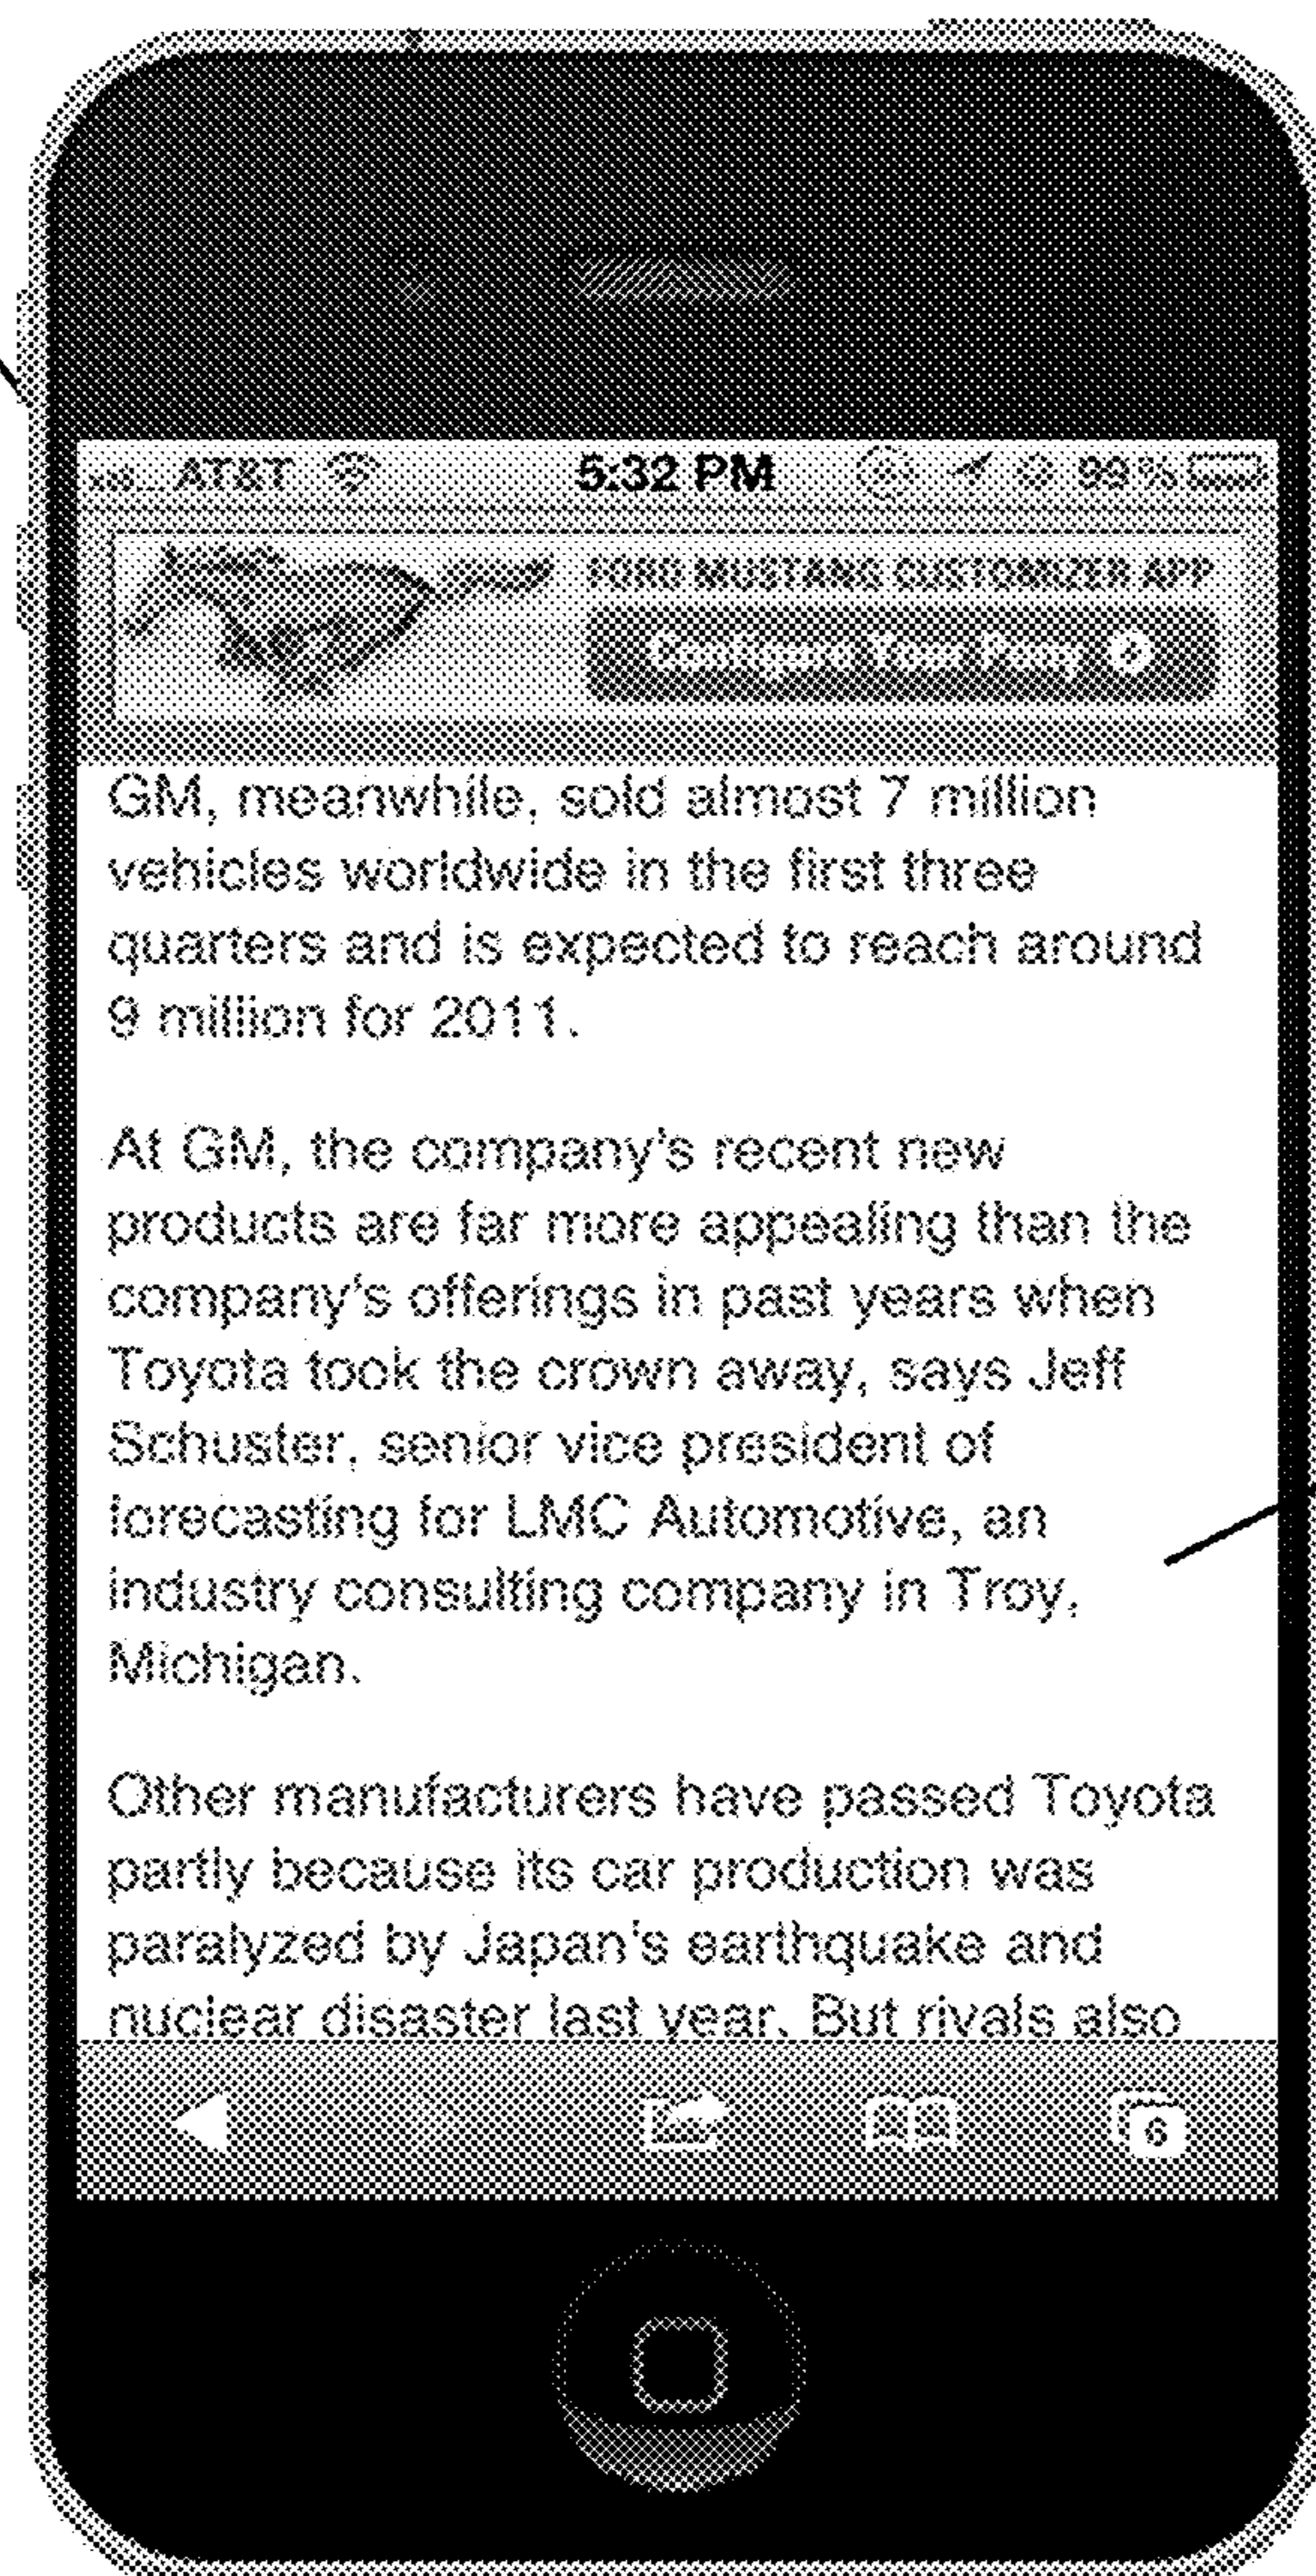 AT&T 5:32 PM 99%
FORD MUSTANG CUSTOMIZER APP
Your Pony
GM, meanwhile, sold almost 7 million
vehicles worldwide in the first three
quarters and is expected to reach around
9 million for 2011.
At GM, the company's recent new
products are far more appealing than the
company's offerings in past years when
Toyota took the crown away, says Jeff
Schuster, senior vice president of
forecasting for LMC Automotive, an
industry consulting company in Troy,
Michigan.
Other manufacturers have passed Toyota
partly because its car production was
paralyzed by Japan's earthquake and
nuclear disaster last year. But rivals also
6